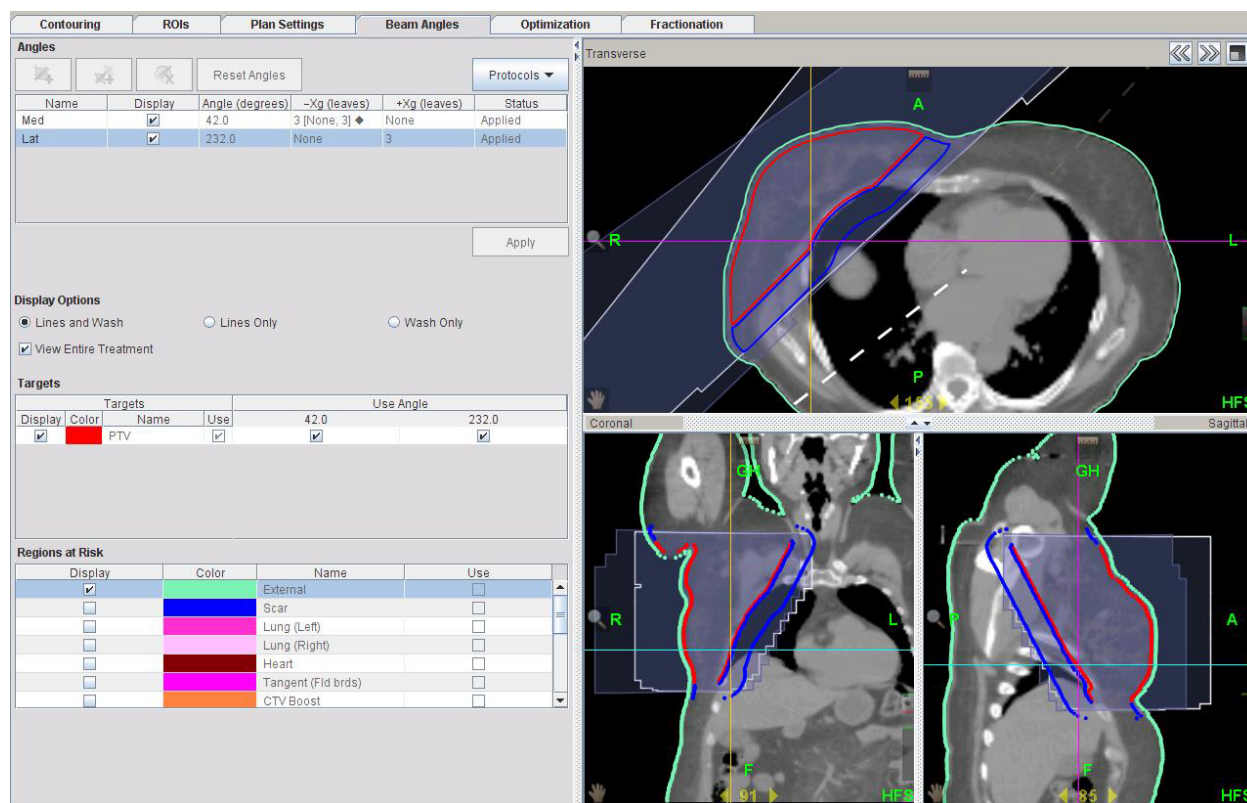 Contouring ROIs Plan Settings Beam Angles Optimization Fractionation
Angles
Reset Angles Protocols
Name Display Angle (degrees) –Xg (leaves) +Xg (leaves) Status
Med 42.0 3 [None, 3] ◆ None Applied
Lat 232.0 None 3 Applied
Apply
Display Options
Lines and Wash Lines Only Wash Only
View Entire Treatment
Targets
Targets Use Angle
Display Color Name Use 42.0 232.0
PTV
Regions at Risk
Display Color Name Use
External
Scar
Lung (Left)
Lung (Right)
Heart
Tangent (Fld brds)
CTV Boost
Transverse
A
R L
P
HFS
Coronal
GH
R L
F
91
HFS
Sagittal
GH
P A
F
85
HFS